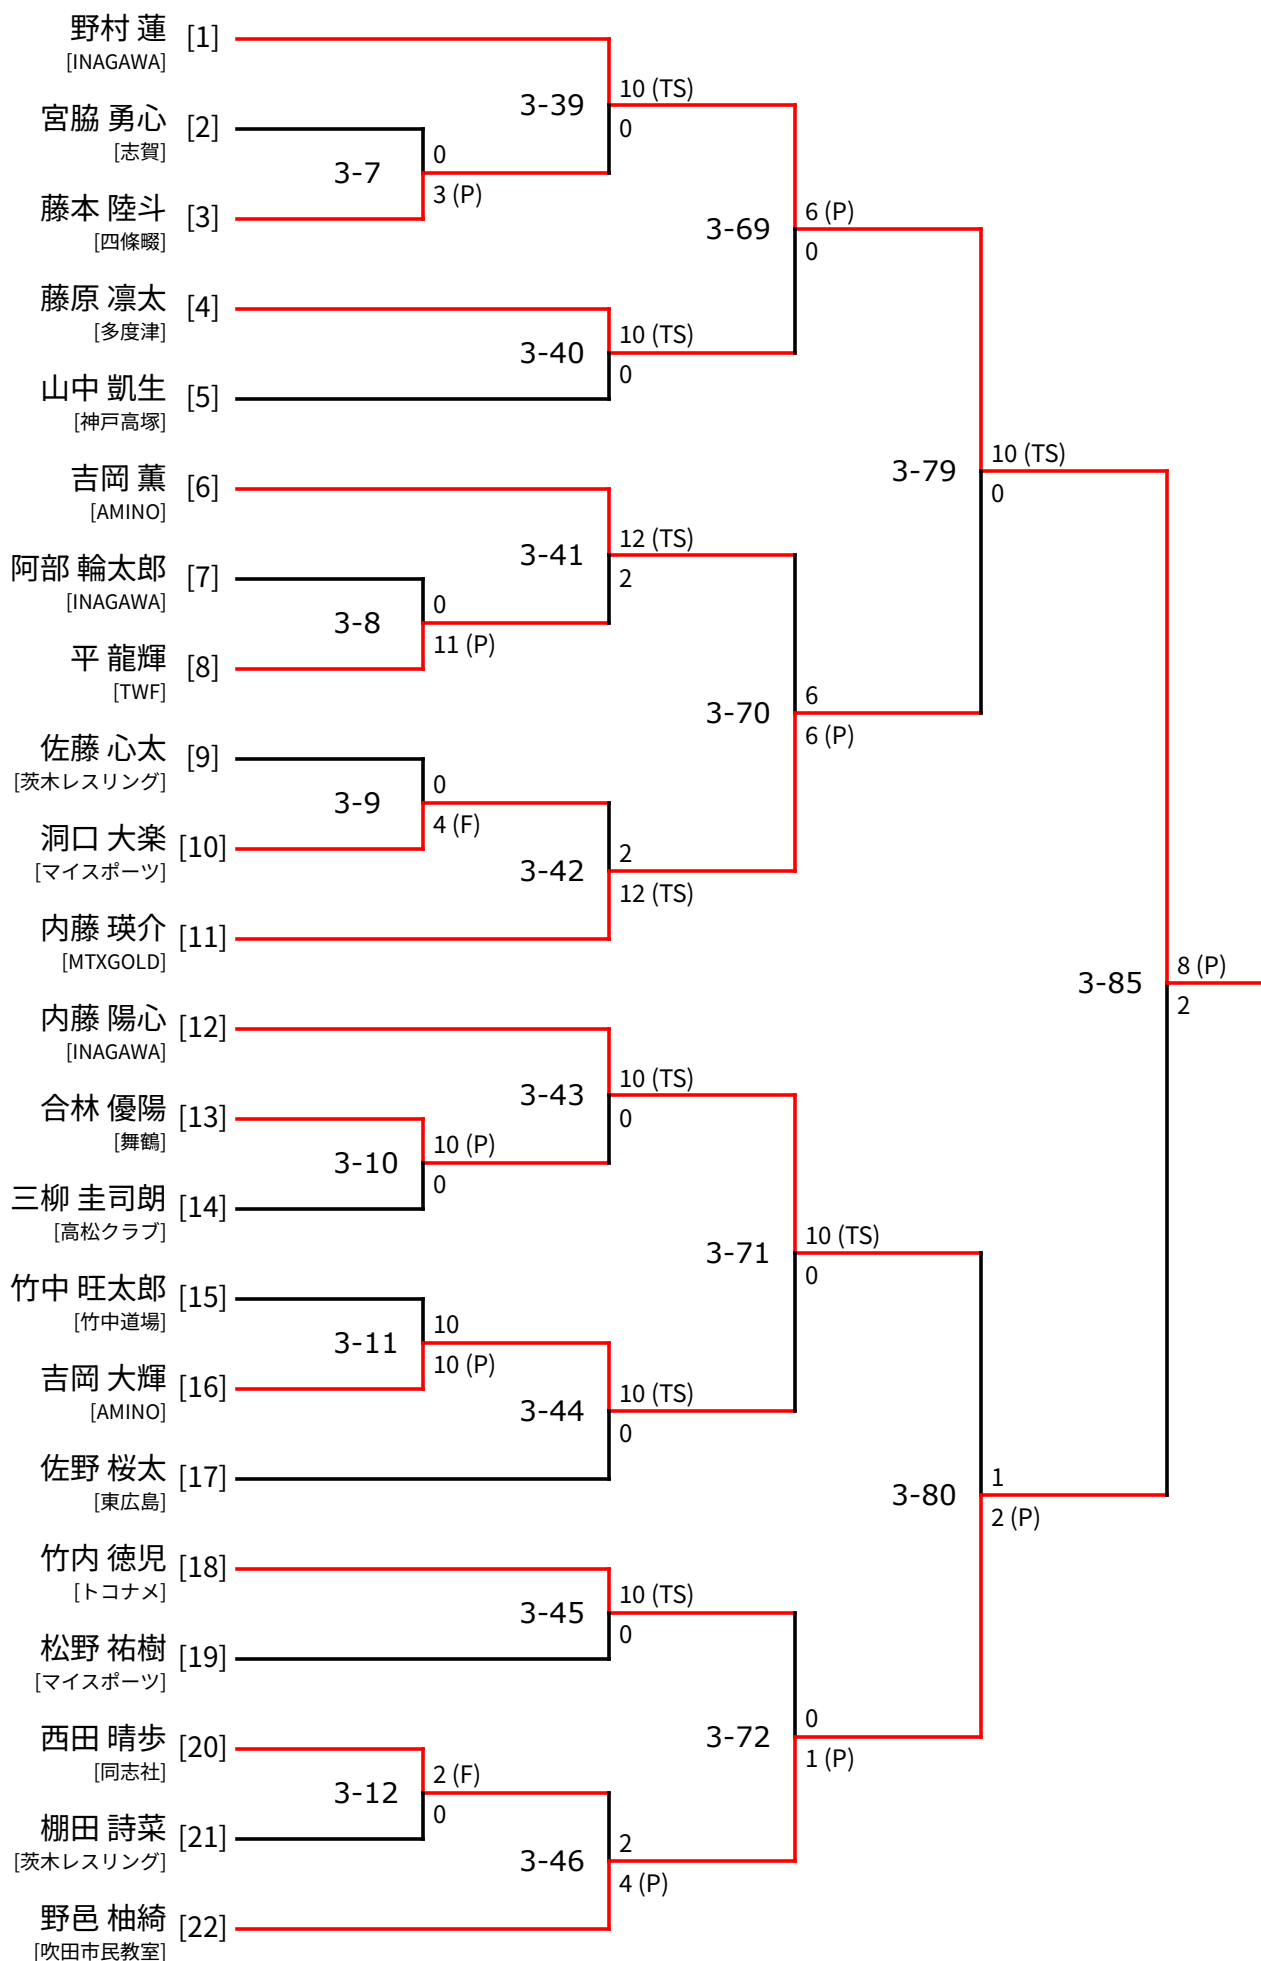 野村 蓮 [1]
[INAGAWA]
10 (TS)
3-39
0
宮脇 勇心 [2]
[志賀]
0
3-7
3 (P)
藤本 陸斗 [3]
[四條畷]
6 (P)
3-69
0
藤原 凛太 [4]
[多度津]
10 (TS)
3-40
0
山中 凱生 [5]
[神戸高塚]
10 (TS)
3-79
0
吉岡 薫 [6]
[AMINO]
12 (TS)
3-41
2
阿部 輪太郎 [7]
[INAGAWA]
0
3-8
11 (P)
平 龍輝 [8]
[TWF]
6
3-70
6 (P)
佐藤 心太 [9]
[茨木レスリング]
0
3-9
4 (F)
洞口 大楽 [10]
[マイスポーツ]
2
3-42
12 (TS)
内藤 瑛介 [11]
[MTXGOLD]
8 (P)
3-85
2
内藤 陽心 [12]
[INAGAWA]
10 (TS)
3-43
0
合林 優陽 [13]
[舞鶴]
10 (P)
3-10
0
三柳 圭司朗 [14]
[高松クラブ]
10 (TS)
3-71
0
竹中 旺太郎 [15]
[竹中道場]
10
3-11
10 (P)
吉岡 大輝 [16]
[AMINO]
10 (TS)
3-44
0
佐野 桜太 [17]
[東広島]
1
3-80
2 (P)
竹内 徳児 [18]
[トコナメ]
10 (TS)
3-45
0
松野 祐樹 [19]
[マイスポーツ]
0
3-72
1 (P)
西田 晴歩 [20]
[同志社]
2 (F)
3-12
0
棚田 詩菜 [21]
[茨木レスリング]
2
3-46
4 (P)
野邑 柚綺 [22]
[吹田市民教室]